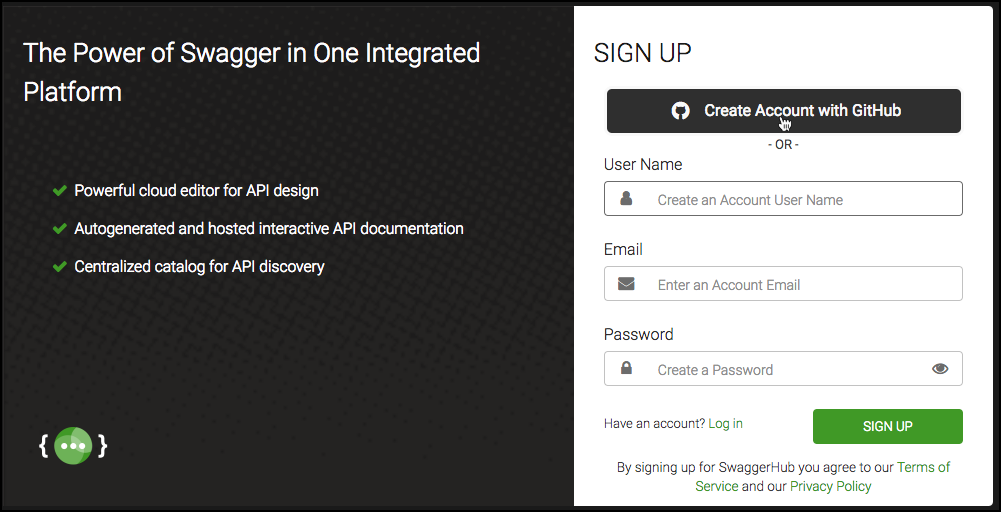 The Power of Swagger in One Integrated
Platform
Powerful cloud editor for API design
Autogenerated and hosted interactive API documentation
Centralized catalog for API discovery
SIGN UP
Create Account with GitHub
- OR -
User Name
Create an Account User Name
Email
Enter an Account Email
Password
Create a Password
Have an account? Log in
SIGN UP
By signing up for SwaggerHub you agree to our Terms of
Service and our Privacy Policy